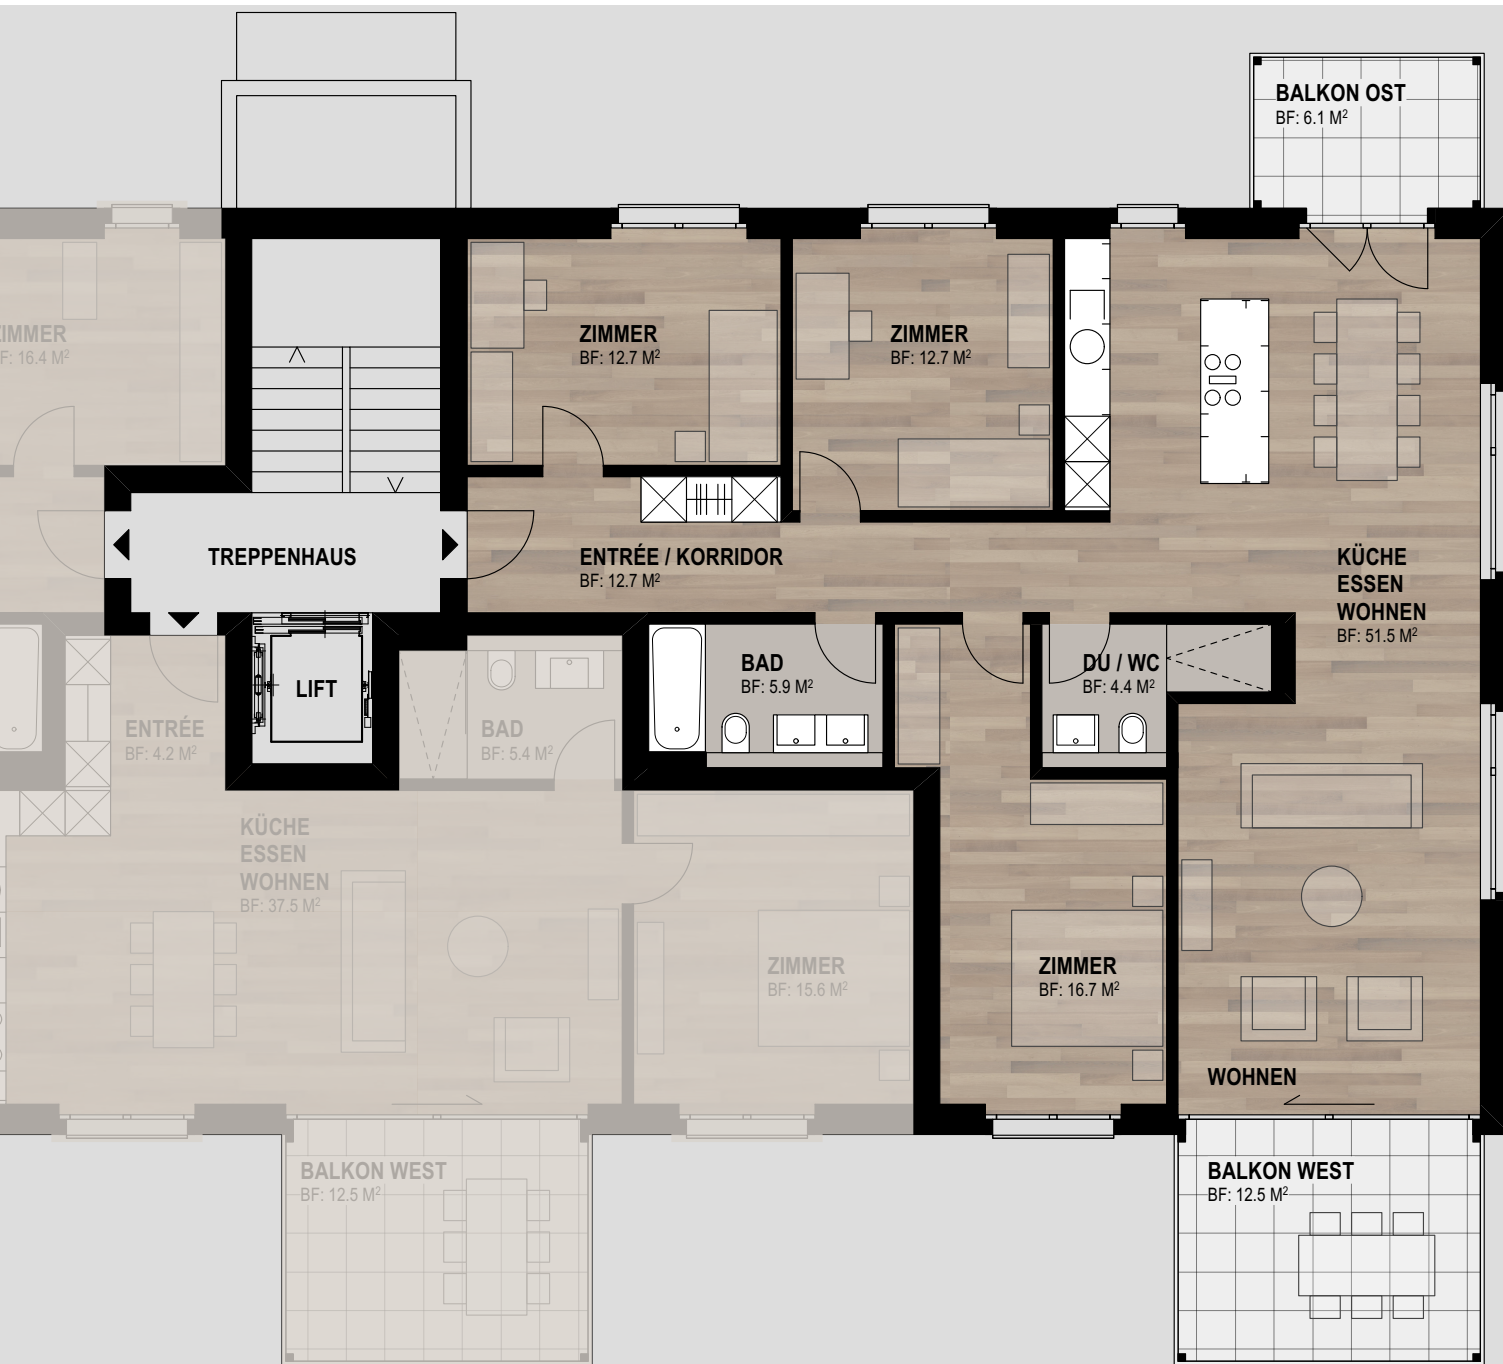 BALKON OST
BF: 6.1 M²
ZIMMER
BF: 16.4 M²
ZIMMER
BF: 12.7 M²
ZIMMER
BF: 12.7 M²
TREPPENHAUS
ENTRÉE / KORRIDOR
BF: 12.7 M²
KÜCHE
ESSEN
WOHNEN
BF: 51.5 M²
LIFT
BAD
BF: 5.9 M²
DU / WC
BF: 4.4 M²
ENTRÉE
BF: 4.2 M²
BAD
BF: 5.4 M²
KÜCHE
ESSEN
WOHNEN
BF: 37.5 M²
ZIMMER
BF: 15.6 M²
ZIMMER
BF: 16.7 M²
WOHNEN
BALKON WEST
BF: 12.5 M²
BALKON WEST
BF: 12.5 M²